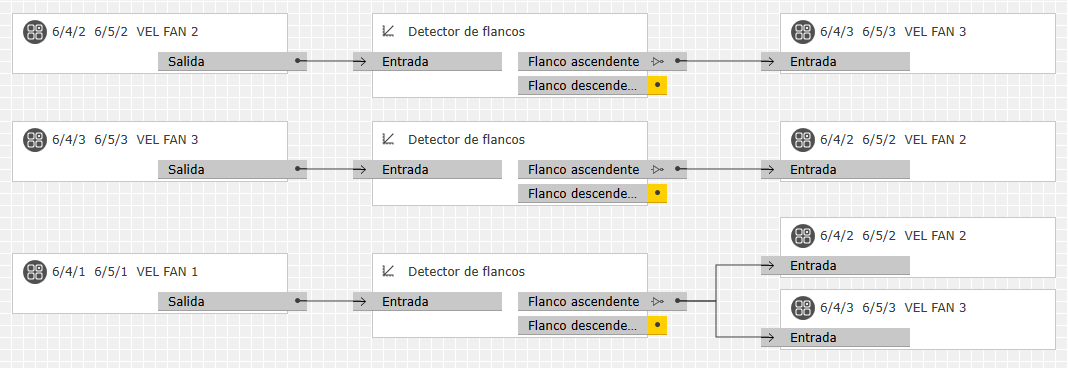 6/4/2 6/5/2 VEL FAN 2
Salida
Detector de flancos
Entrada
Flanco ascendente
Flanco descende...
6/4/3 6/5/3 VEL FAN 3
Entrada
6/4/3 6/5/3 VEL FAN 3
Salida
Detector de flancos
Entrada
Flanco ascendente
Flanco descende...
6/4/2 6/5/2 VEL FAN 2
Entrada
6/4/1 6/5/1 VEL FAN 1
Salida
Detector de flancos
Entrada
Flanco ascendente
Flanco descende...
6/4/2 6/5/2 VEL FAN 2
Entrada
6/4/3 6/5/3 VEL FAN 3
Entrada